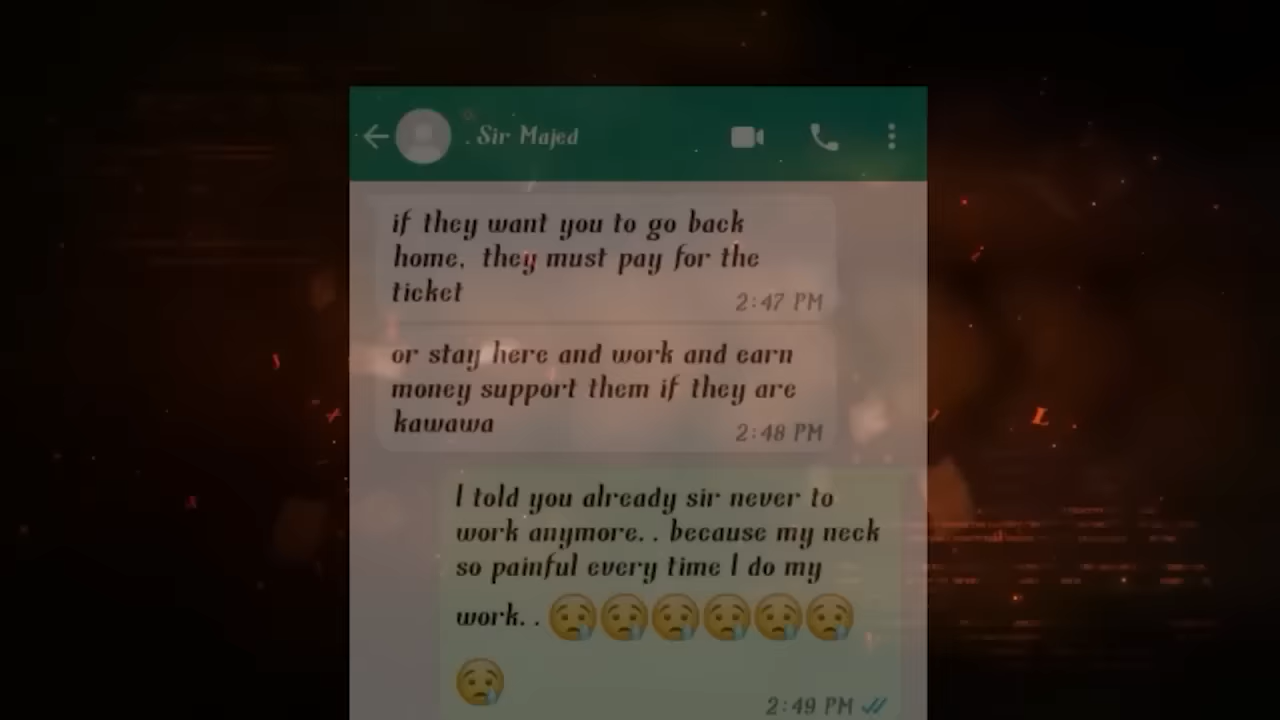 . Sir Majed
if they want you to go back
home, they must pay for the
ticket
2:47 PM
or stay here and work and earn
money support them if they are
kawawa
2:48 PM
I told you already sir never to
work anymore. . because my neck
so painful every time I do my
work. . 😢😢😢😢😢😢
😢
2:49 PM